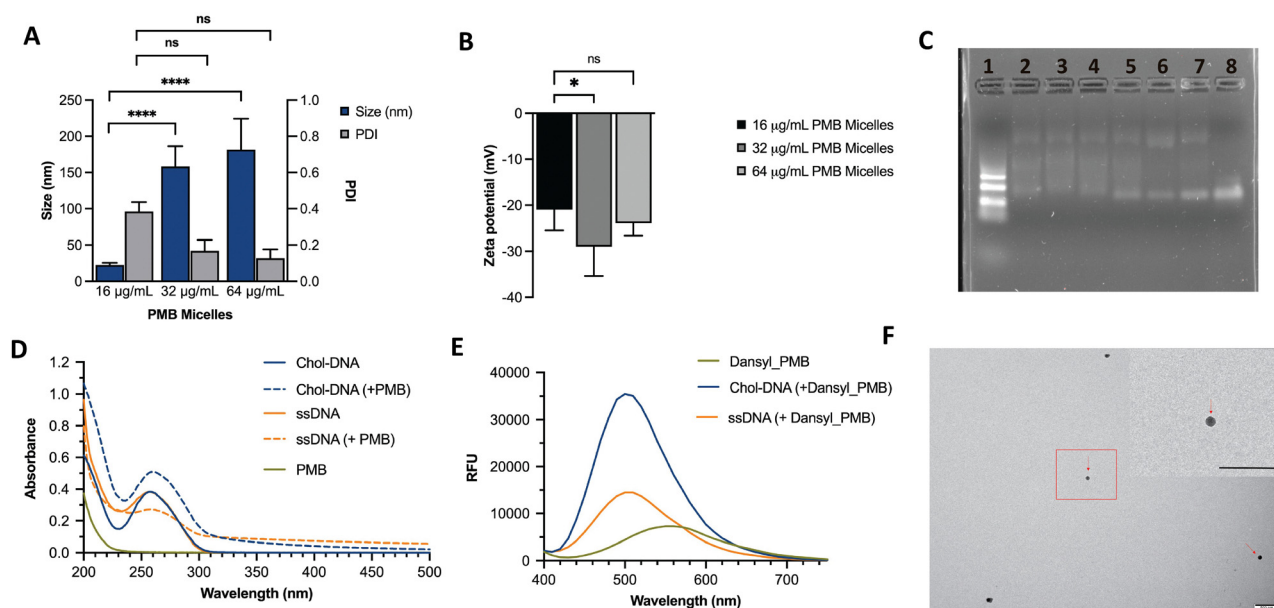 A
ns
ns
****
****
250
200
150
100
50
0
Size (nm)
1.0
0.8
0.6
0.4
0.2
0.0
PDI
Size (nm)
PDI
16 µg/mL 32 µg/mL 64 µg/mL
PMB Micelles
B
ns
*
0
-10
-20
-30
-40
Zeta potential (mV)
16 µg/mL PMB Micelles
32 µg/mL PMB Micelles
64 µg/mL PMB Micelles
C
1 2 3 4 5 6 7 8
D
1.2
1.0
0.8
0.6
0.4
0.2
0.0
Absorbance
200 250 300 350 400 450 500
Wavelength (nm)
Chol-DNA
Chol-DNA (+PMB)
ssDNA
ssDNA (+ PMB)
PMB
E
40000
30000
20000
10000
0
RFU
400 500 600 700
Wavelength (nm)
Dansyl_PMB
Chol-DNA (+Dansyl_PMB)
ssDNA (+ Dansyl_PMB)
F